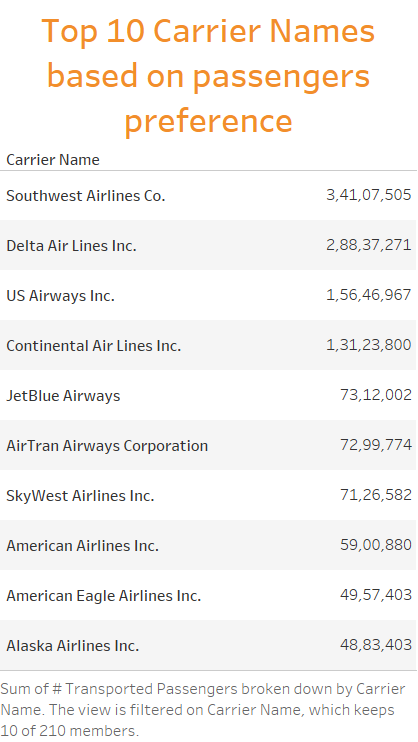 Top 10 Carrier Names
based on passengers
preference
Carrier Name
Southwest Airlines Co. 3,41,07,505
Delta Air Lines Inc. 2,88,37,271
US Airways Inc. 1,56,46,967
Continental Air Lines Inc. 1,31,23,800
JetBlue Airways 73,12,002
AirTran Airways Corporation 72,99,774
SkyWest Airlines Inc. 71,26,582
American Airlines Inc. 59,00,880
American Eagle Airlines Inc. 49,57,403
Alaska Airlines Inc. 48,83,403
Sum of # Transported Passengers broken down by Carrier
Name. The view is filtered on Carrier Name, which keeps
10 of 210 members.